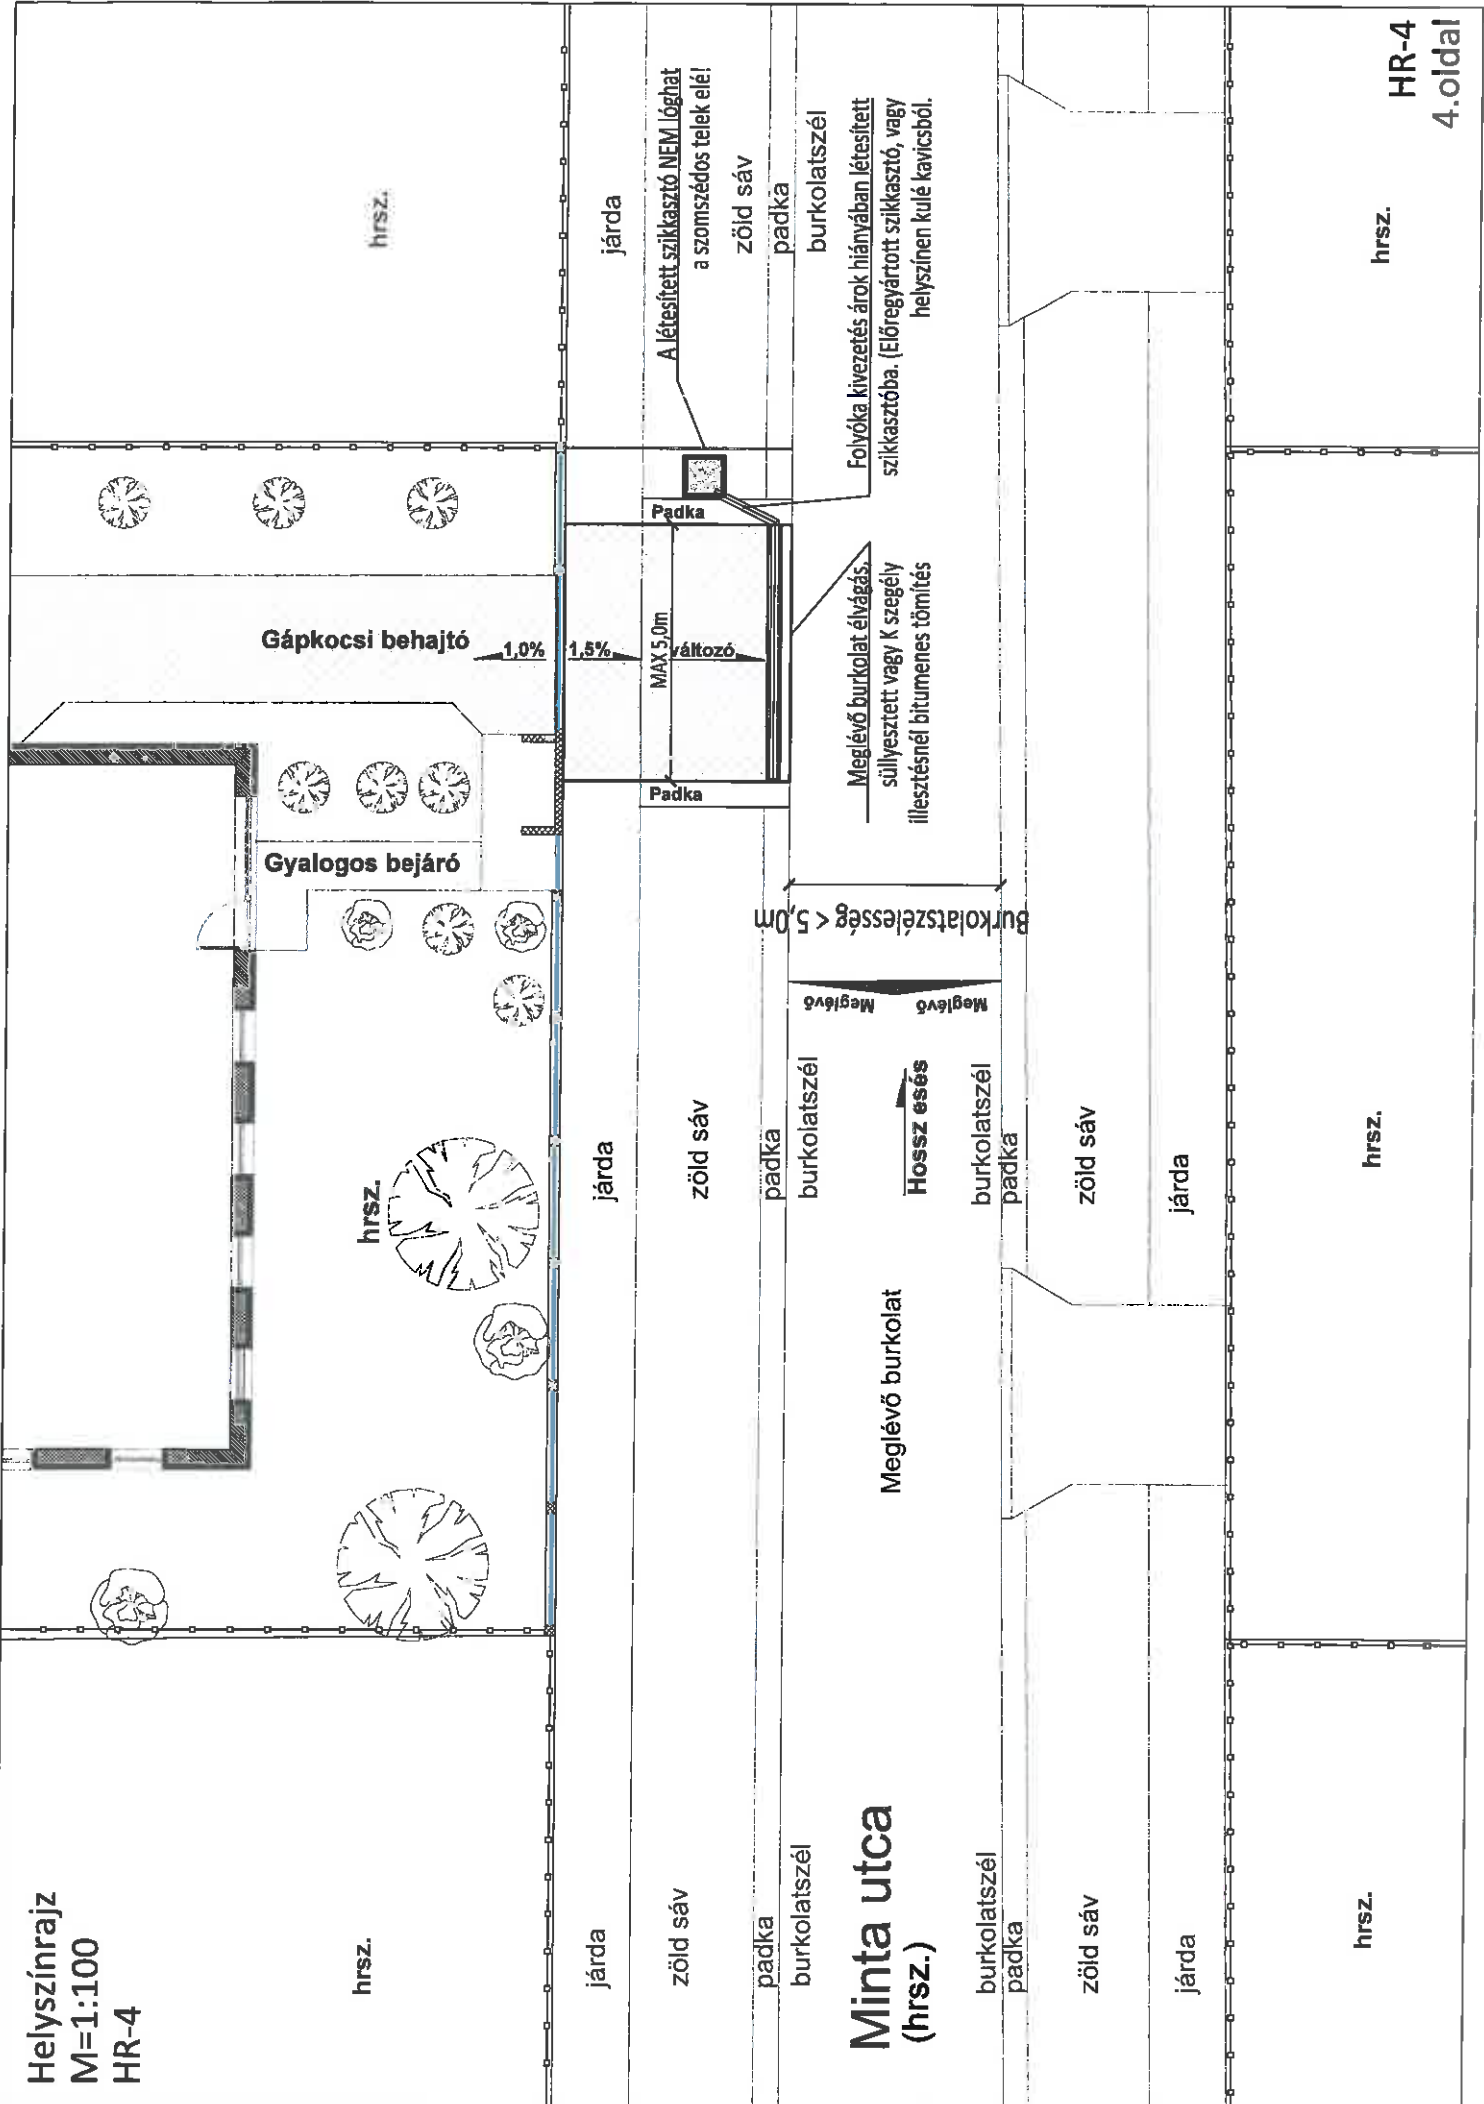 Helyszínrajz
M=1:100
HR-4
hrsz.
hrsz.
hrsz.
Gyalogos bejáró
Gápkocsi behajtó
1,0%
1,5%
változó
MAX 5,0m
Padka
Padka
A létesített szikkasztó NEM lóghat
a szomszédos telek elé!
Folyóka kivezetés árok hiányában létesített
szikkasztóba. (Előregyártott szikkasztó, vagy
helyszínen kulé kavicsból.
Meglévő burkolat élvágás,
süllyesztett vagy K szegély
illesztésnél bitumenes tömítés
járda
járda
járda
zöld sáv
zöld sáv
zöld sáv
padka
padka
padka
burkolatszél
burkolatszél
burkolatszél
Minta utca
(hrsz.)
Meglévő burkolat
Hossz esés
Meglévő
Meglévő
Burkolatszélesség < 5,0m
burkolatszél
burkolatszél
padka
padka
zöld sáv
zöld sáv
járda
járda
hrsz.
hrsz.
hrsz.
HR-4
4.oldal